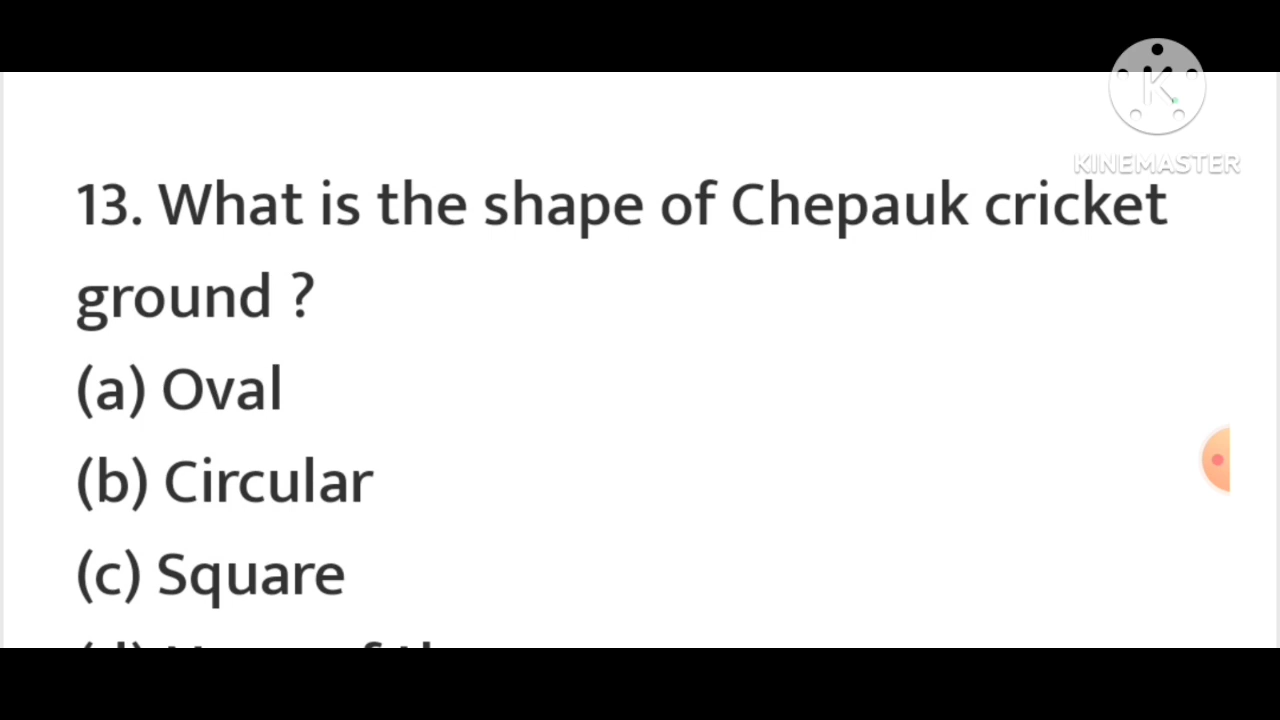 KINEMASTER
13. What is the shape of Chepauk cricket
ground ?
(a) Oval
(b) Circular
(c) Square